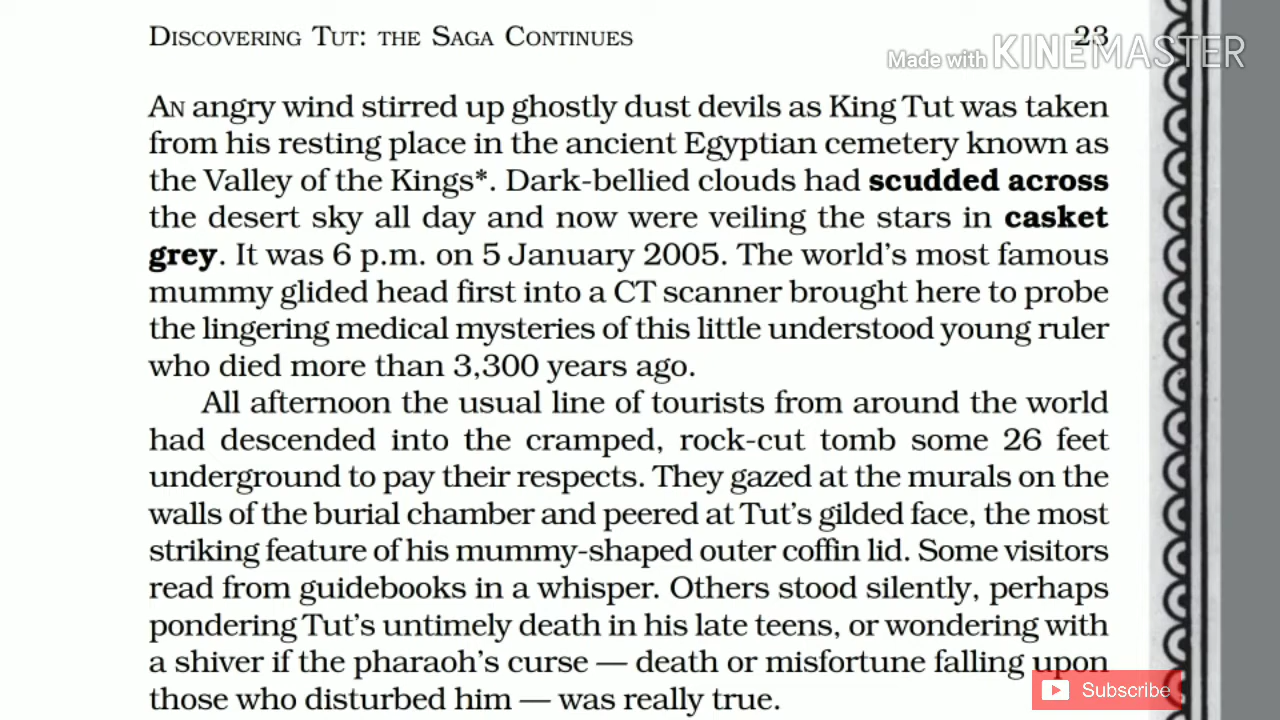 DISCOVERING TUT: THE SAGA CONTINUES 23
Made with KINEMASTER
AN angry wind stirred up ghostly dust devils as King Tut was taken
from his resting place in the ancient Egyptian cemetery known as
the Valley of the Kings*. Dark-bellied clouds had scudded across
the desert sky all day and now were veiling the stars in casket
grey. It was 6 p.m. on 5 January 2005. The world's most famous
mummy glided head first into a CT scanner brought here to probe
the lingering medical mysteries of this little understood young ruler
who died more than 3,300 years ago.
All afternoon the usual line of tourists from around the world
had descended into the cramped, rock-cut tomb some 26 feet
underground to pay their respects. They gazed at the murals on the
walls of the burial chamber and peered at Tut's gilded face, the most
striking feature of his mummy-shaped outer coffin lid. Some visitors
read from guidebooks in a whisper. Others stood silently, perhaps
pondering Tut's untimely death in his late teens, or wondering with
a shiver if the pharaoh's curse — death or misfortune falling upon
those who disturbed him — was really true.
Subscribe